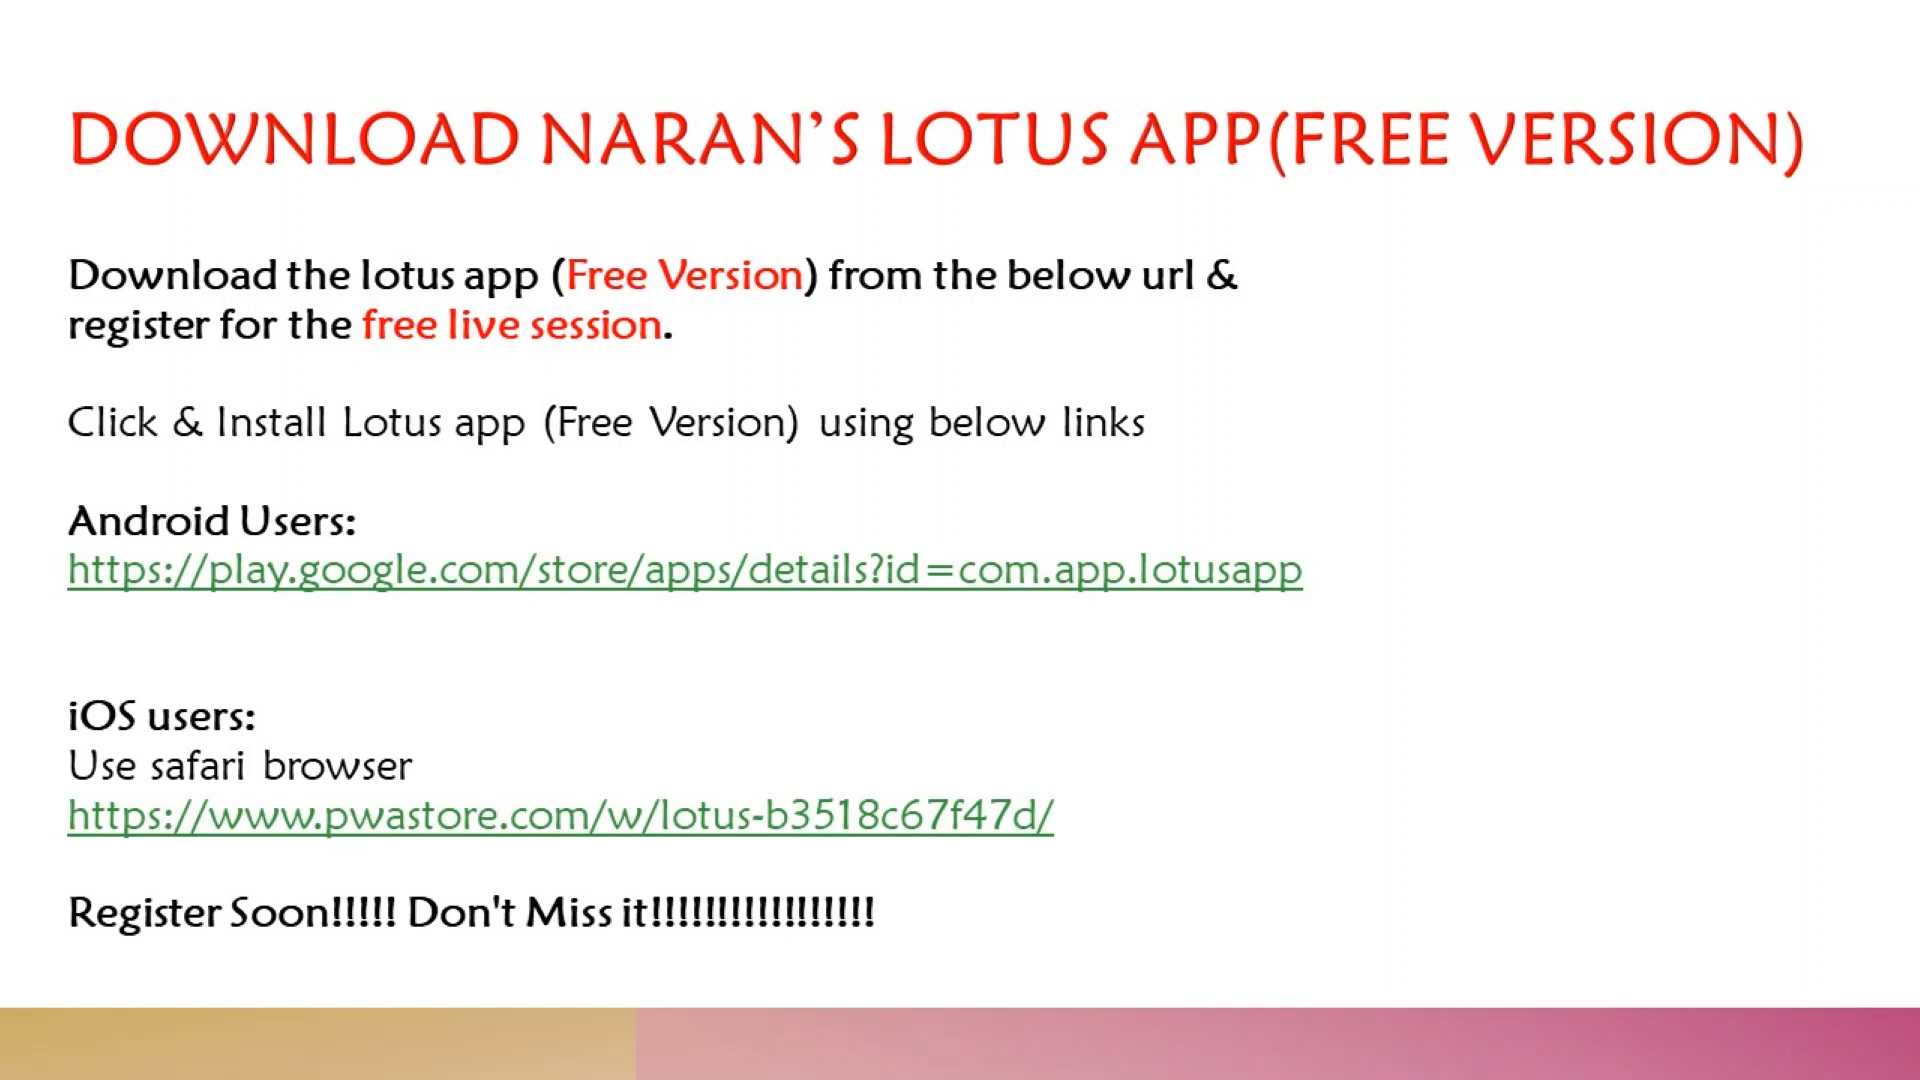 DOWNLOAD NARAN’S LOTUS APP(FREE VERSION)
Download the lotus app (Free Version) from the below url &
register for the free live session.
Click & Install Lotus app (Free Version) using below links
Android Users:
https://play.google.com/store/apps/details?id=com.app.lotusapp
iOS users:
Use safari browser
https://www.pwastore.com/w/lotus-b3518c67f47d/
Register Soon!!!!! Don't Miss it!!!!!!!!!!!!!!!!!